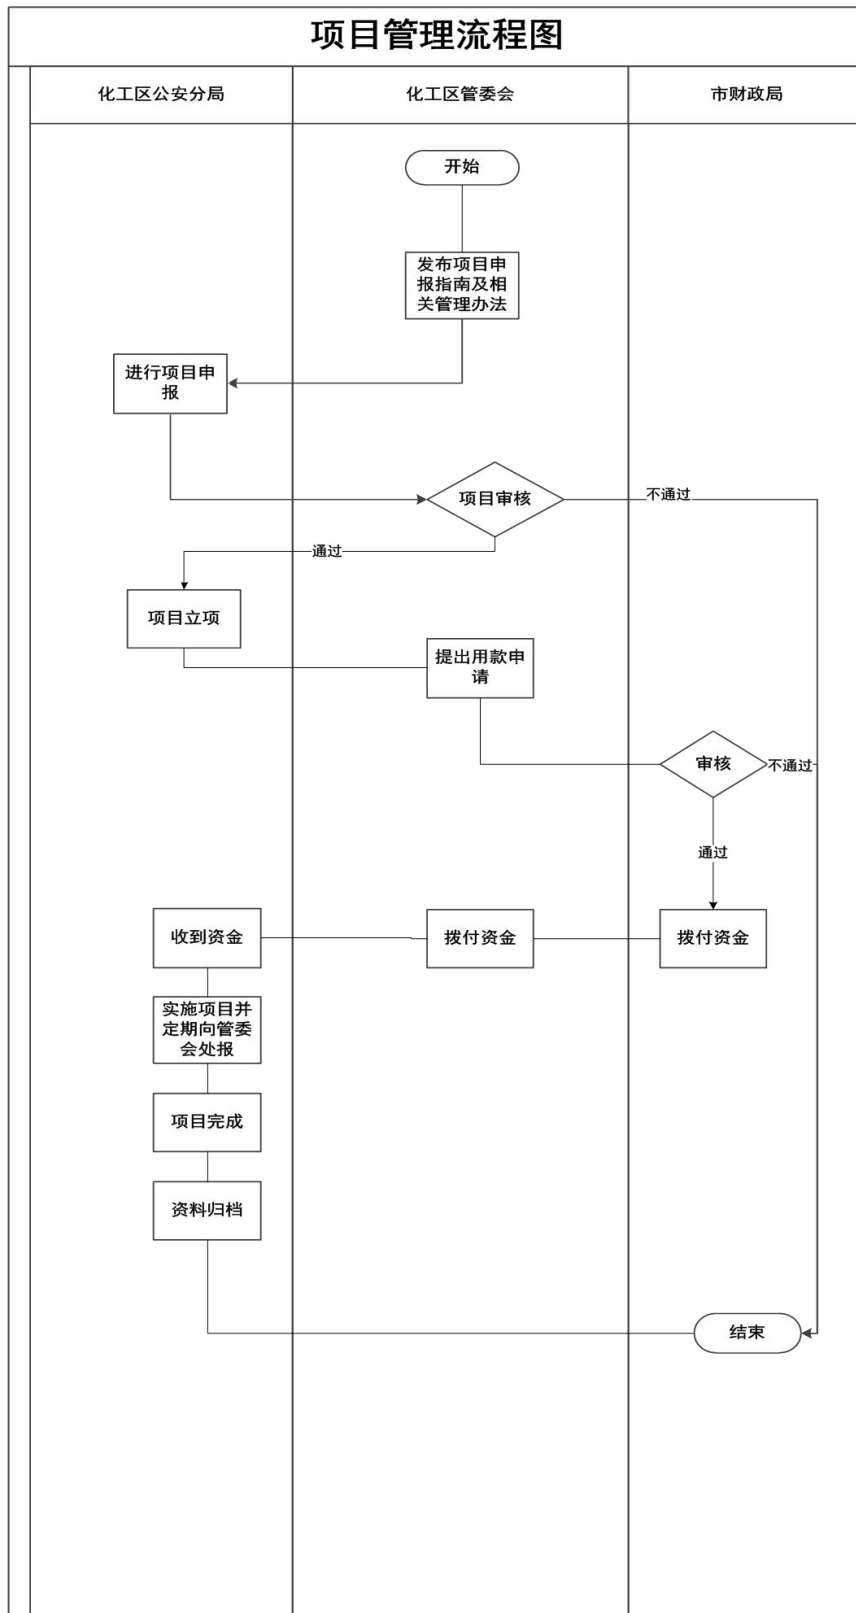 项目管理流程图
化工区公安分局
化工区管委会
市财政局
开始
发布项目申
报指南及相
关管理办法
进行项目申
报
项目审核
不通过
通过
项目立项
提出用款申
请
审核
不通过
通过
收到资金
拨付资金
拨付资金
实施项目并
定期向管委
会处报
项目完成
资料归档
结束